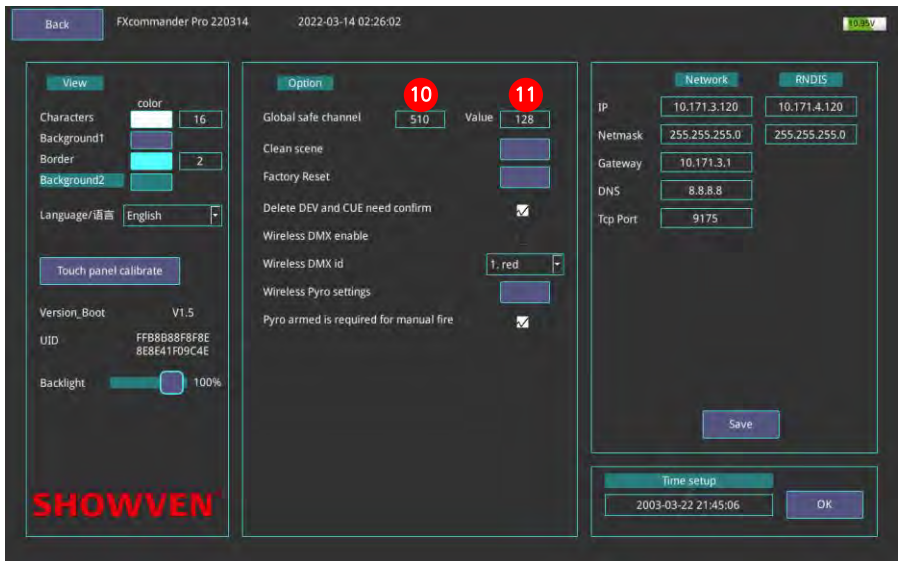 Back
FXcommander Pro 220314
2022-03-14 02:26:02
10.95V
View
color
Characters 16
Background1
Border 2
Background2
Language/语言 English
Touch panel calibrate
Version_Boot V1.5
UID FFB8B88F8F8E
8E8E41F09C4E
Backlight 100%
SHOWVEN
Option
10 11
Global safe channel 510 Value 128
Clean scene
Factory Reset
Delete DEV and CUE need confirm
Wireless DMX enable
Wireless DMX id 1. red
Wireless Pyro settings
Pyro armed is required for manual fire
Network RNDIS
IP 10.171.3.120 10.171.4.120
Netmask 255.255.255.0 255.255.255.0
Gateway 10.171.3.1
DNS 8.8.8.8
Tcp Port 9175
Save
Time setup
2003-03-22 21:45:06 OK